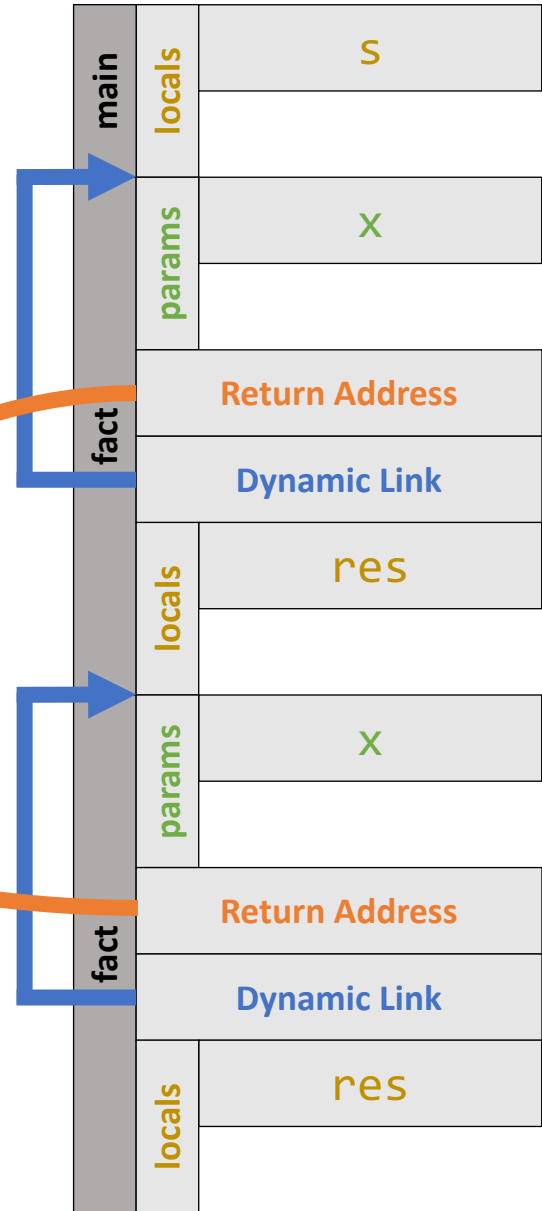 main
locals
s
fact
params
x
Return Address
Dynamic Link
locals
res
fact
params
x
Return Address
Dynamic Link
locals
res